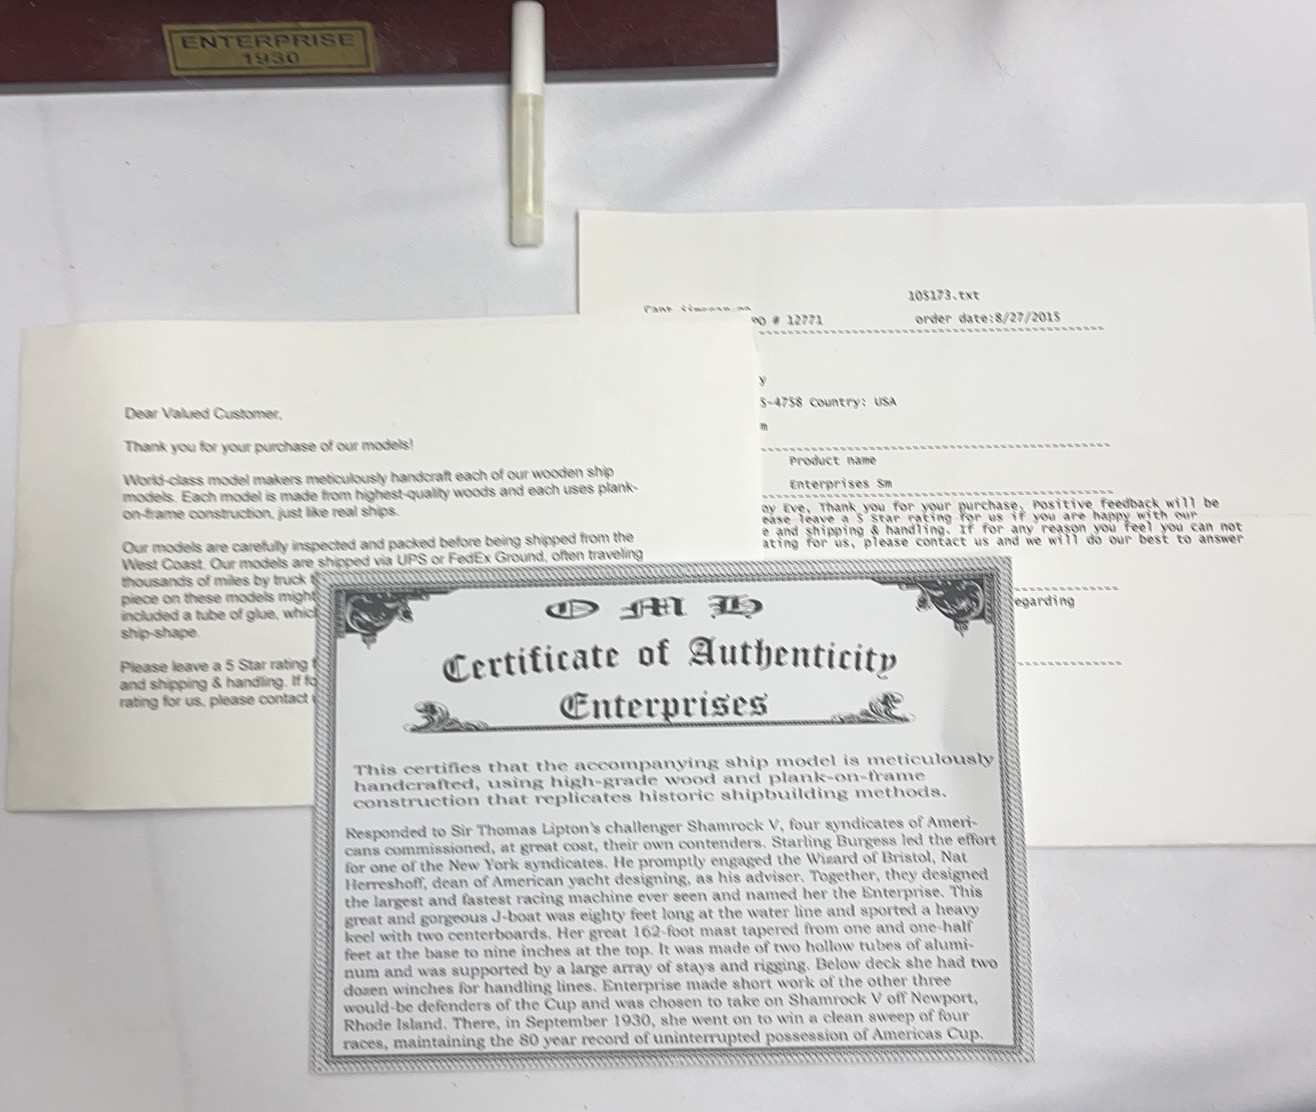 ENTERPRISE
1930
105173.txt
# 12771 order date:8/27/2015
y
5-4758 Country: USA
m
Product name
Enterprises Sm
Eve, Thank you for your purchase, Positive feedback will be
ease leave a 5 Star rating for us if you are happy with our
e and shipping & handling. If for any reason you feel you can not
ating for us, please contact us and we will do our best to answer
egarding
Dear Valued Customer,
Thank you for your purchase of our models!
World-class model makers meticulously handcraft each of our wooden ship
models. Each model is made from highest-quality woods and each uses plank-
on-frame construction, just like real ships.
Our models are carefully inspected and packed before being shipped from the
West Coast. Our models are shipped via UPS or FedEx Ground, often traveling
thousands of miles by truck
piece on these models might
included a tube of glue, whic
ship-shape.
Please leave a 5 Star rating
and shipping & handling. If fo
rating for us, please contact
O M H
Certificate of Authenticity
Enterprises
This certifies that the accompanying ship model is meticulously
handcrafted, using high-grade wood and plank-on-frame
construction that replicates historic shipbuilding methods.
Responded to Sir Thomas Lipton's challenger Shamrock V, four syndicates of Ameri-
cans commissioned, at great cost, their own contenders. Starling Burgess led the effort
for one of the New York syndicates. He promptly engaged the Wizard of Bristol, Nat
Herreshoff, dean of American yacht designing, as his adviser. Together, they designed
the largest and fastest racing machine ever seen and named her the Enterprise. This
great and gorgeous J-boat was eighty feet long at the water line and sported a heavy
keel with two centerboards. Her great 162-foot mast tapered from one and one-half
feet at the base to nine inches at the top. It was made of two hollow tubes of alumi-
num and was supported by a large array of stays and rigging. Below deck she had two
dozen winches for handling lines. Enterprise made short work of the other three
would-be defenders of the Cup and was chosen to take on Shamrock V off Newport,
Rhode Island. There, in September 1930, she went on to win a clean sweep of four
races, maintaining the 80 year record of uninterrupted possession of Americas Cup.